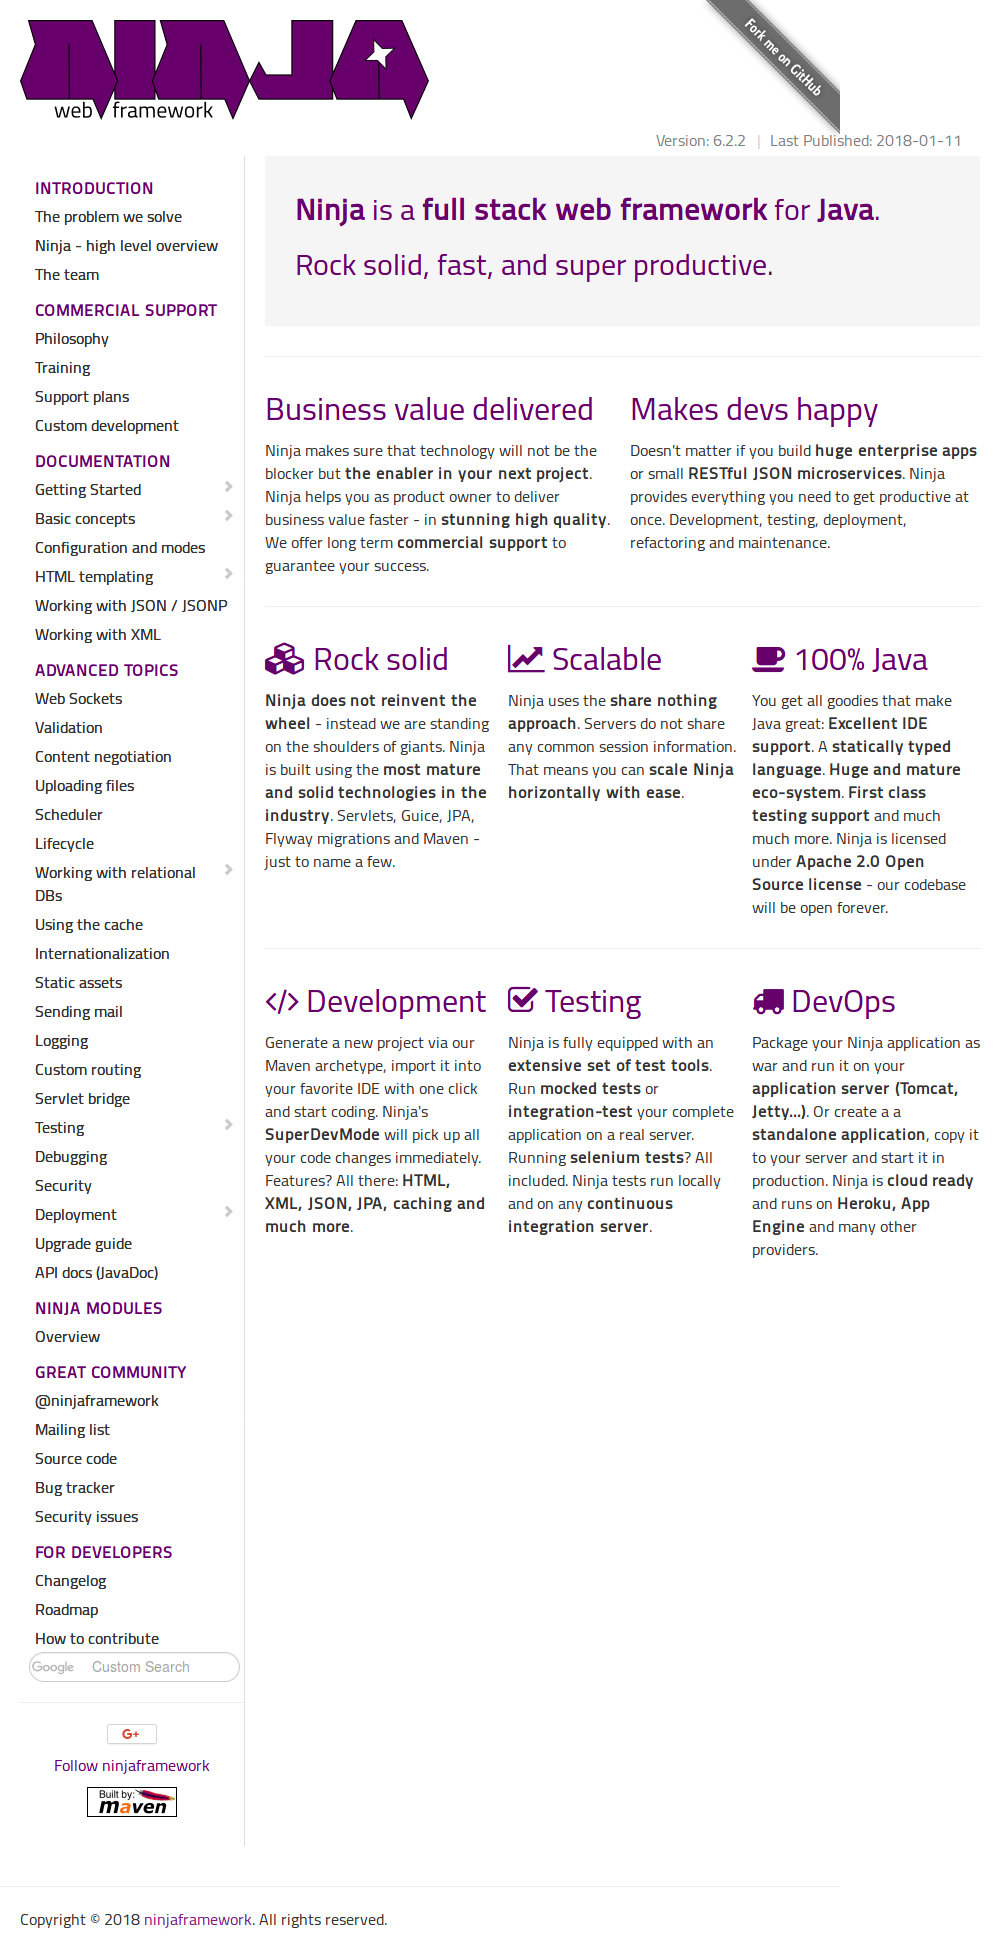 NINJA
web framework
Fork me on GitHub
Version: 6.2.2 | Last Published: 2018-01-11
INTRODUCTION
The problem we solve
Ninja - high level overview
The team
COMMERCIAL SUPPORT
Philosophy
Training
Support plans
Custom development
DOCUMENTATION
Getting Started
Basic concepts
Configuration and modes
HTML templating
Working with JSON / JSONP
Working with XML
ADVANCED TOPICS
Web Sockets
Validation
Content negotiation
Uploading files
Scheduler
Lifecycle
Working with relational
DBs
Using the cache
Internationalization
Static assets
Sending mail
Logging
Custom routing
Servlet bridge
Testing
Debugging
Security
Deployment
Upgrade guide
API docs (JavaDoc)
NINJA MODULES
Overview
GREAT COMMUNITY
@ninjaframework
Mailing list
Source code
Bug tracker
Security issues
FOR DEVELOPERS
Changelog
Roadmap
How to contribute
Google Custom Search
G+
Follow ninjaframework
Built by:
maven
Ninja is a full stack web framework for Java.
Rock solid, fast, and super productive.
Business value delivered
Ninja makes sure that technology will not be the
blocker but the enabler in your next project.
Ninja helps you as product owner to deliver
business value faster - in stunning high quality.
We offer long term commercial support to
guarantee your success.
Makes devs happy
Doesn't matter if you build huge enterprise apps
or small RESTful JSON microservices. Ninja
provides everything you need to get productive at
once. Development, testing, deployment,
refactoring and maintenance.
Rock solid
Ninja does not reinvent the
wheel - instead we are standing
on the shoulders of giants. Ninja
is built using the most mature
and solid technologies in the
industry. Servlets, Guice, JPA,
Flyway migrations and Maven -
just to name a few.
Scalable
Ninja uses the share nothing
approach. Servers do not share
any common session information.
That means you can scale Ninja
horizontally with ease.
100% Java
You get all goodies that make
Java great: Excellent IDE
support. A statically typed
language. Huge and mature
eco-system. First class
testing support and much
much more. Ninja is licensed
under Apache 2.0 Open
Source license - our codebase
will be open forever.
Development
Generate a new project via our
Maven archetype, import it into
your favorite IDE with one click
and start coding. Ninja's
SuperDevMode will pick up all
your code changes immediately.
Features? All there: HTML,
XML, JSON, JPA, caching and
much more.
Testing
Ninja is fully equipped with an
extensive set of test tools.
Run mocked tests or
integration-test your complete
application on a real server.
Running selenium tests? All
included. Ninja tests run locally
and on any continuous
integration server.
DevOps
Package your Ninja application as
war and run it on your
application server (Tomcat,
Jetty...). Or create a a
standalone application, copy it
to your server and start it in
production. Ninja is cloud ready
and runs on Heroku, App
Engine and many other
providers.
Copyright © 2018 ninjaframework. All rights reserved.